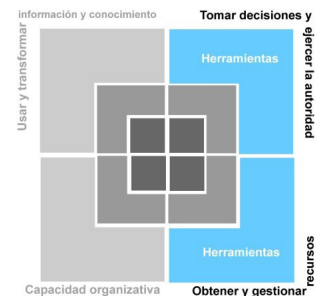 información y conocimiento
Tomar decisiones y
ejercer la autoridad
Usar y transformar
Herramientas
Herramientas
recursos
Capacidad organizativa
Obtener y gestionar